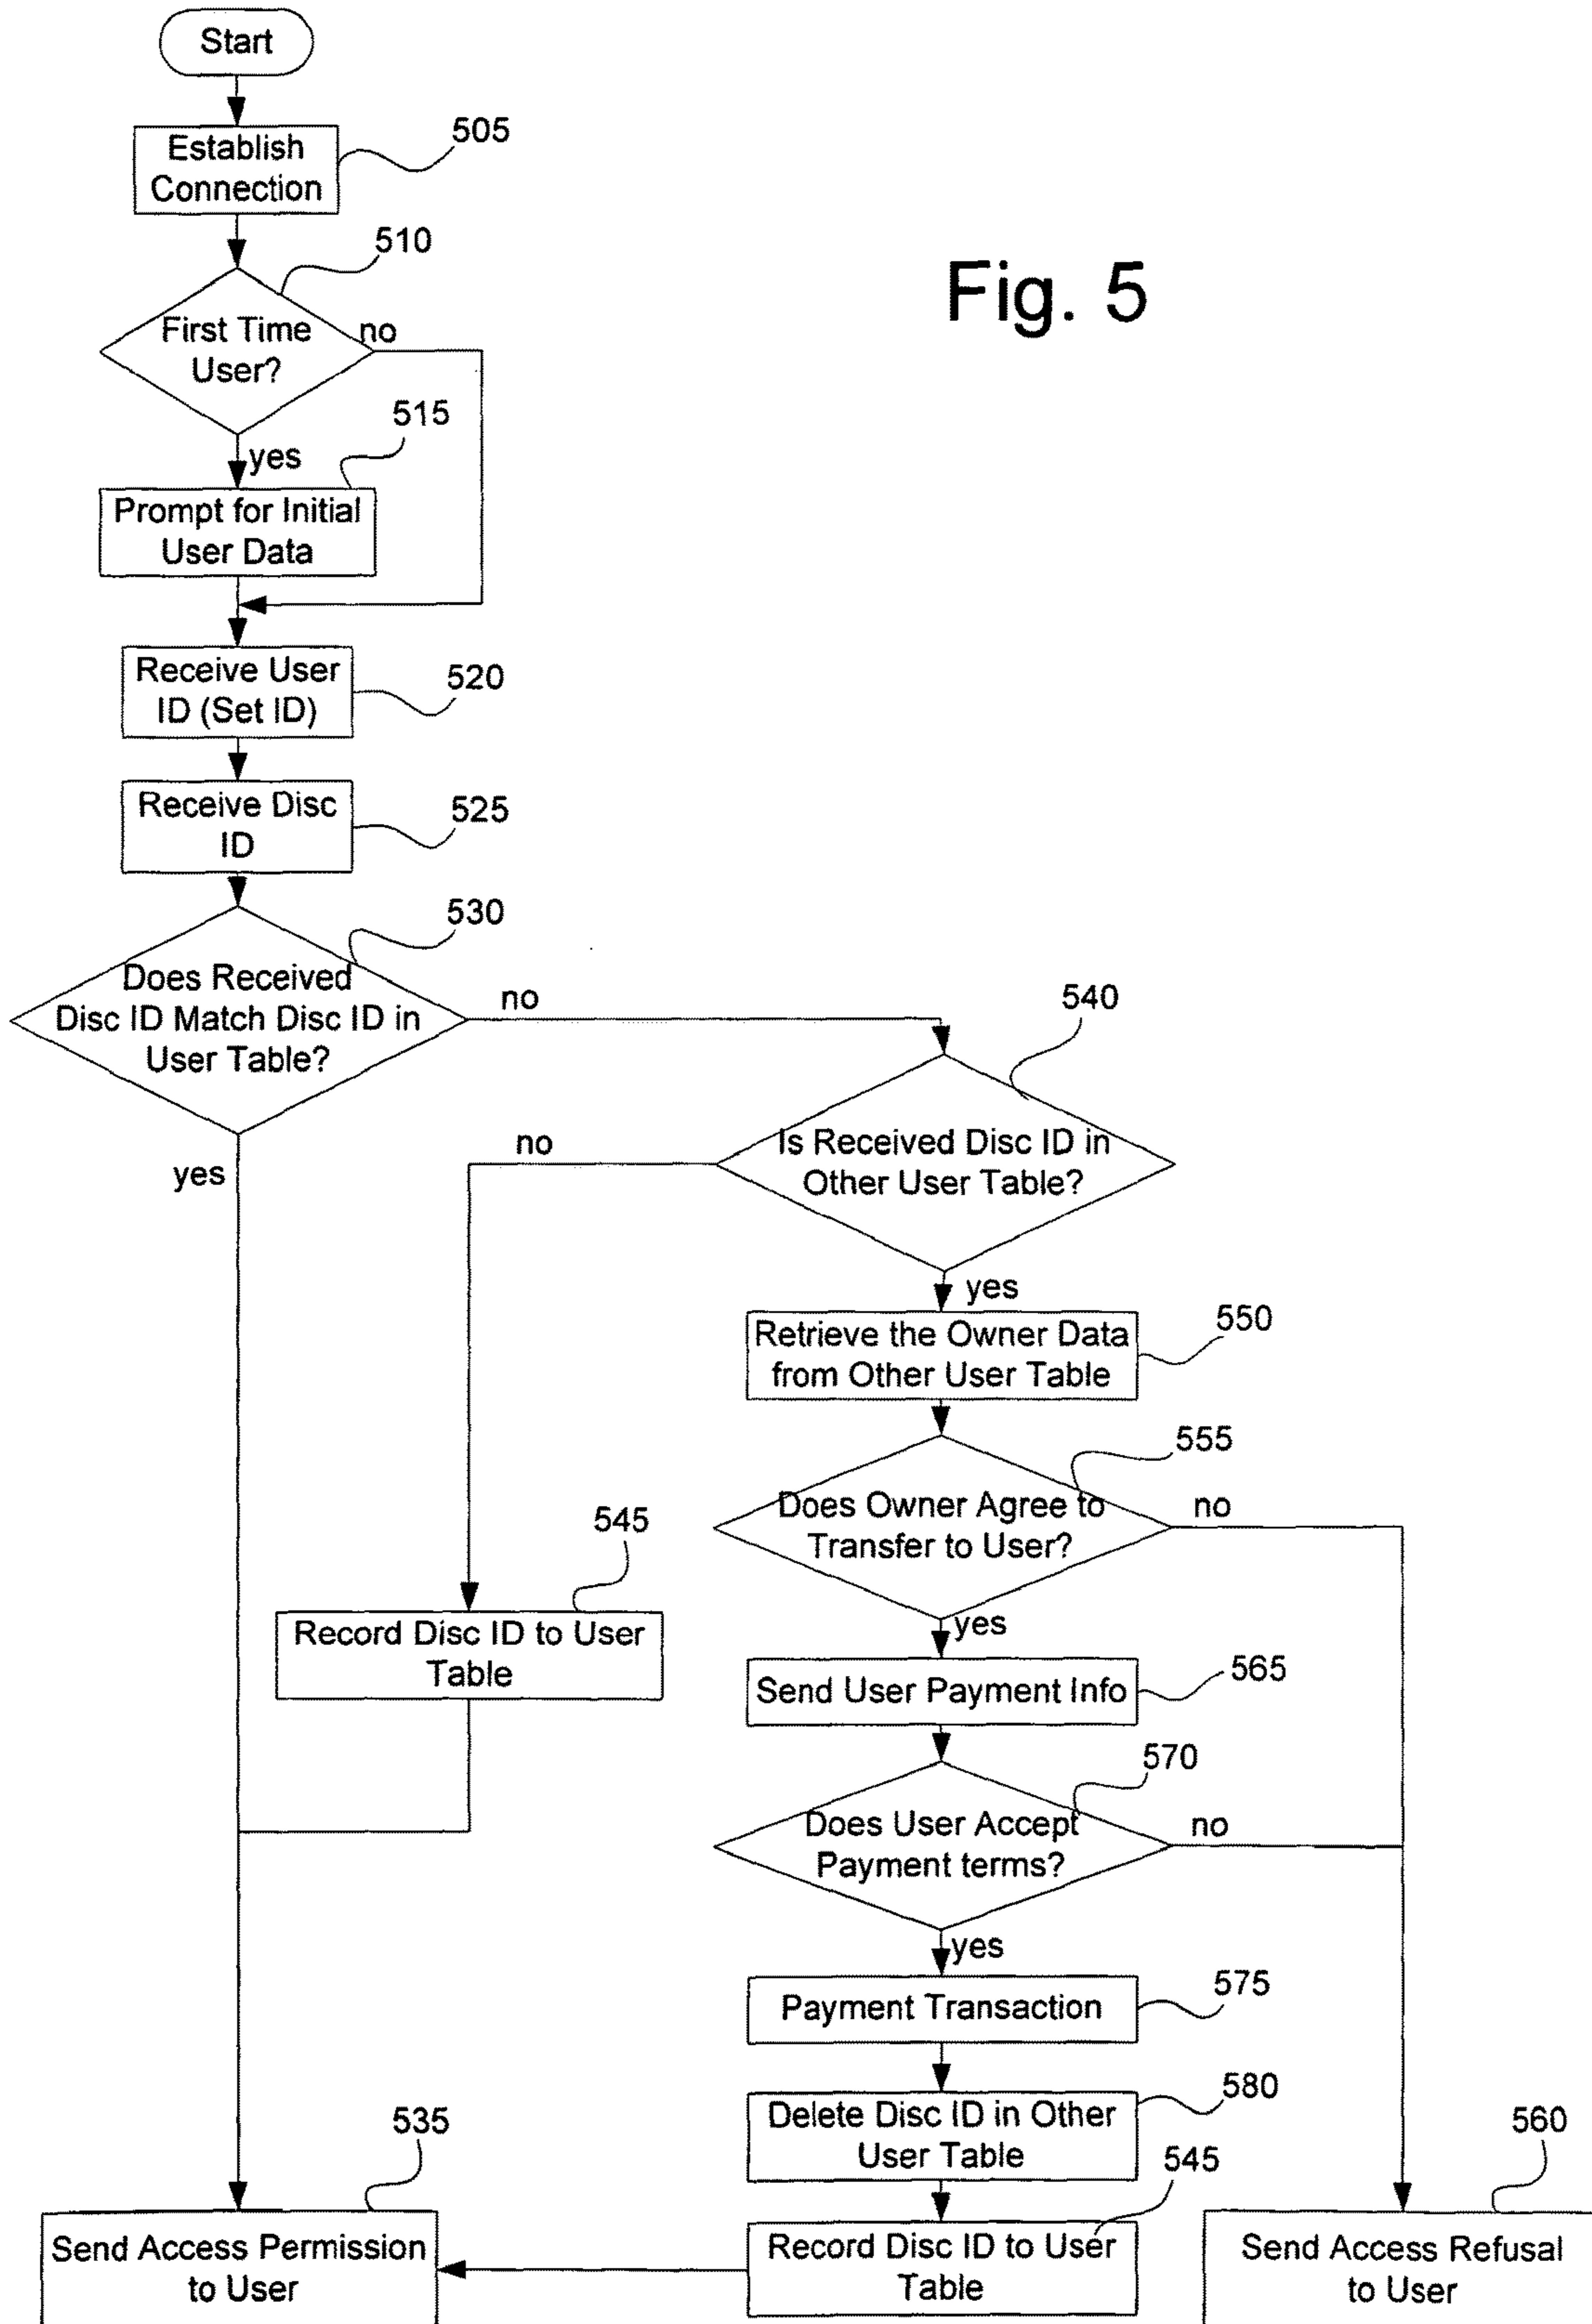 Start
Establish
Connection
505
Fig. 5
510
First Time
User?
no
515
yes
Prompt for Initial
User Data
Receive User
ID (Set ID)
520
Receive Disc
ID
525
530
Does Received
Disc ID Match Disc ID in
User Table?
no
yes
540
Is Received Disc ID in
Other User Table?
no
yes
Retrieve the Owner Data
from Other User Table
550
555
Does Owner Agree to
Transfer to User?
no
545
Record Disc ID to User
Table
yes
Send User Payment Info
565
570
Does User Accept
Payment terms?
no
yes
Payment Transaction
575
Delete Disc ID in Other
User Table
580
535
Send Access Permission
to User
545
Record Disc ID to User
Table
560
Send Access Refusal
to User